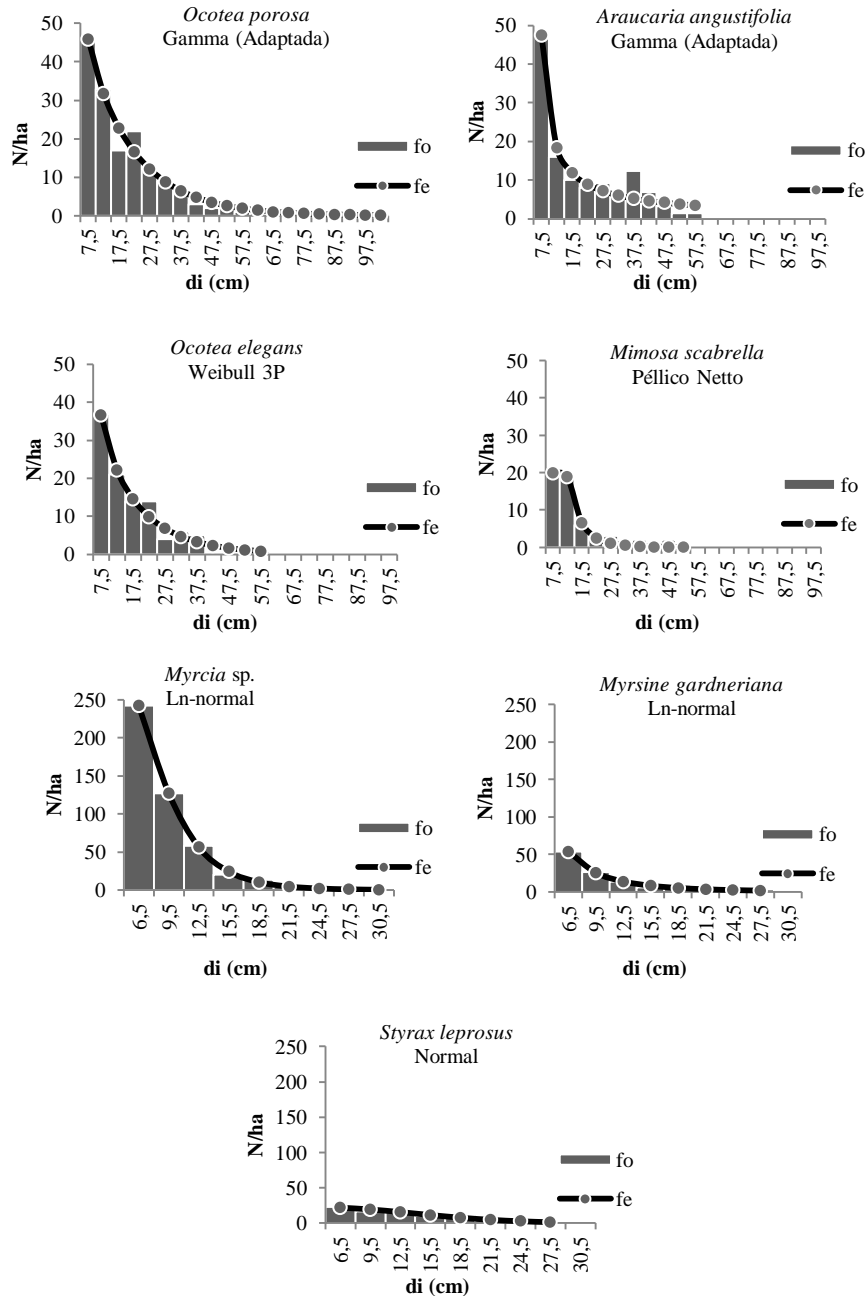 Ocotea porosa
Gamma (Adaptada)
50
40
30
20
10
0
N/ha
fo
fe
7,5
17,5
27,5
37,5
47,5
57,5
67,5
77,5
87,5
97,5
di (cm)
Araucaria angustifolia
Gamma (Adaptada)
50
40
30
20
10
0
N/ha
fo
fe
7,5
17,5
27,5
37,5
47,5
57,5
67,5
77,5
87,5
97,5
di (cm)
Ocotea elegans
Weibull 3P
50
40
30
20
10
0
N/ha
fo
fe
7,5
17,5
27,5
37,5
47,5
57,5
67,5
77,5
87,5
97,5
di (cm)
Mimosa scabrella
Péllico Netto
50
40
30
20
10
0
N/ha
fo
fe
7,5
17,5
27,5
37,5
47,5
57,5
67,5
77,5
87,5
97,5
di (cm)
Myrcia sp.
Ln-normal
250
200
150
100
50
0
N/ha
fo
fe
6,5
9,5
12,5
15,5
18,5
21,5
24,5
27,5
30,5
di (cm)
Myrsine gardneriana
Ln-normal
250
200
150
100
50
0
N/ha
fo
fe
6,5
9,5
12,5
15,5
18,5
21,5
24,5
27,5
30,5
di (cm)
Styrax leprosus
Normal
250
200
150
100
50
0
N/ha
fo
fe
6,5
9,5
12,5
15,5
18,5
21,5
24,5
27,5
30,5
di (cm)